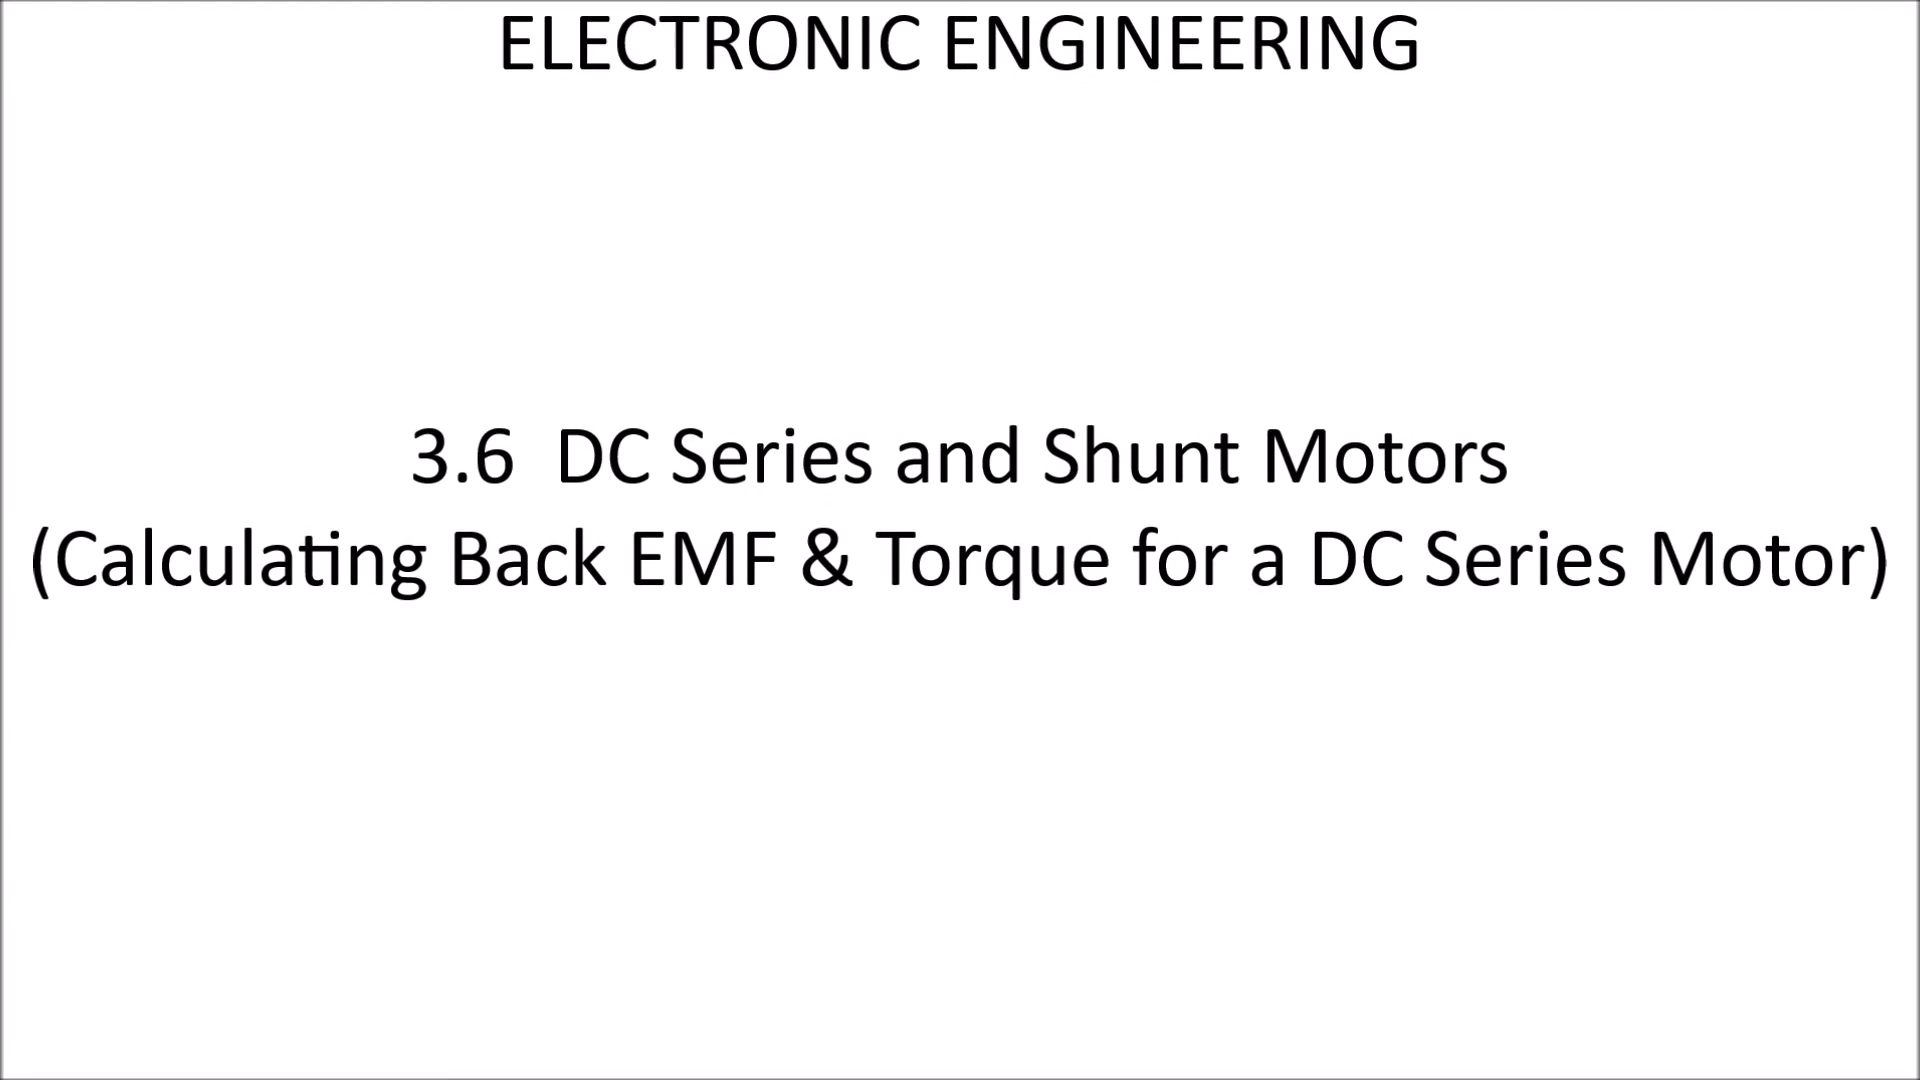 ELECTRONIC ENGINEERING
3.6 DC Series and Shunt Motors
(Calculating Back EMF & Torque for a DC Series Motor)